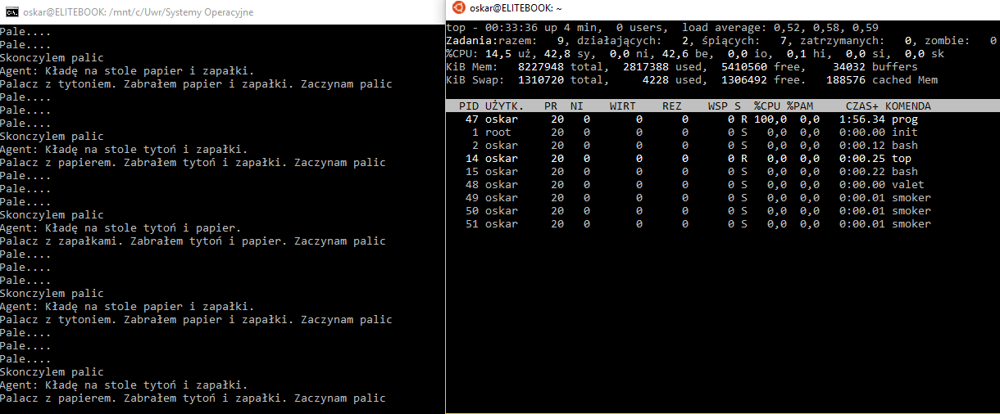 oskar@ELITEBOOK: /mnt/c/Uwr/Systemy Operacyjne
Pale....
Pale....
Skonczylem palic
Agent: Kładę na stole papier i zapałki.
Palacz z tytoniem. Zabrałem papier i zapałki. Zaczynam palic
Pale....
Pale....
Pale....
Skonczylem palic
Agent: Kładę na stole tytoń i zapałki.
Palacz z papierem. Zabrałem tytoń i zapałki. Zaczynam palic
Pale....
Pale....
Pale....
Skonczylem palic
Agent: Kładę na stole tytoń i papier.
Palacz z zapałkami. Zabrałem tytoń i papier. Zaczynam palic
Pale....
Pale....
Pale....
Skonczylem palic
Agent: Kładę na stole papier i zapałki.
Palacz z tytoniem. Zabrałem papier i zapałki. Zaczynam palic
Pale....
Pale....
Pale....
Skonczylem palic
Agent: Kładę na stole tytoń i zapałki.
Palacz z papierem. Zabrałem tytoń i zapałki. Zaczynam palic
oskar@ELITEBOOK: ~
top - 00:33:36 up 4 min,  0 users,  load average: 0,52, 0,58, 0,59
Zadania:razem:   9, działających:   2, śpiących:   7, zatrzymanych:   0, zombie:   0
%CPU: 14,5 uż, 42,8 sy,  0,0 ni, 42,6 be,  0,0 io,  0,1 hi,  0,0 si,  0,0 sk
KiB Mem:   8227948 total,  2817388 used,  5410560 free,    34032 buffers
KiB Swap:  1310720 total,     4228 used,  1306492 free.   188576 cached Mem
PID UŻYTK.   PR  NI    WIRT    REZ    WSP S  %CPU %PAM     CZAS+ KOMENDA
47 oskar     20   0       0      0      0 R 100,0  0,0   1:56.34 prog
1 root      20   0       0      0      0 S   0,0  0,0   0:00.00 init
2 oskar     20   0       0      0      0 S   0,0  0,0   0:00.12 bash
14 oskar     20   0       0      0      0 R   0,0  0,0   0:00.25 top
15 oskar     20   0       0      0      0 S   0,0  0,0   0:00.22 bash
48 oskar     20   0       0      0      0 S   0,0  0,0   0:00.00 valet
49 oskar     20   0       0      0      0 S   0,0  0,0   0:00.01 smoker
50 oskar     20   0       0      0      0 S   0,0  0,0   0:00.01 smoker
51 oskar     20   0       0      0      0 S   0,0  0,0   0:00.01 smoker